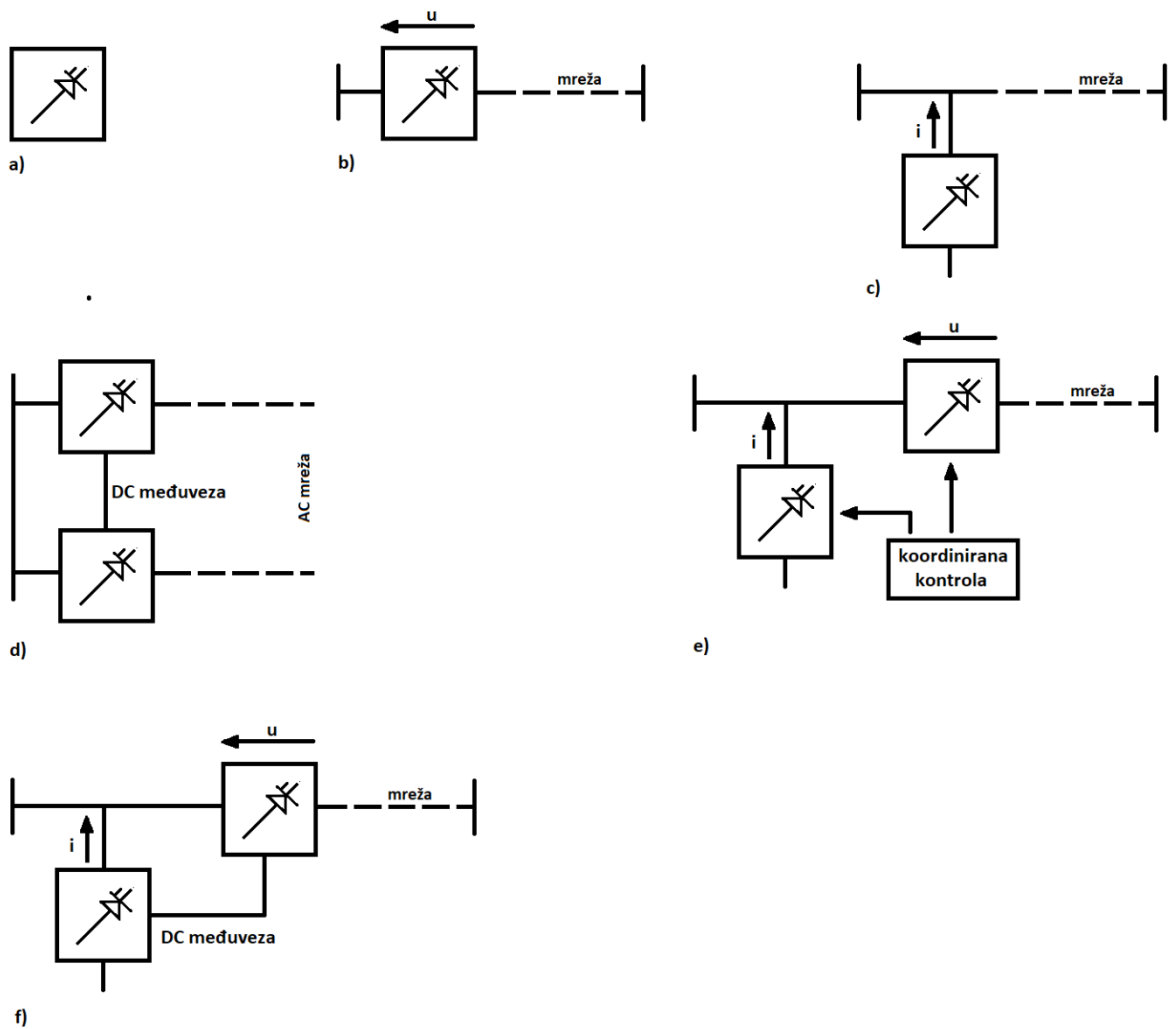 a)
u
mreža
b)
mreža
i
c)
DC međuveza
AC mreža
d)
u
mreža
i
koordinirana
kontrola
e)
u
mreža
i
DC međuveza
f)